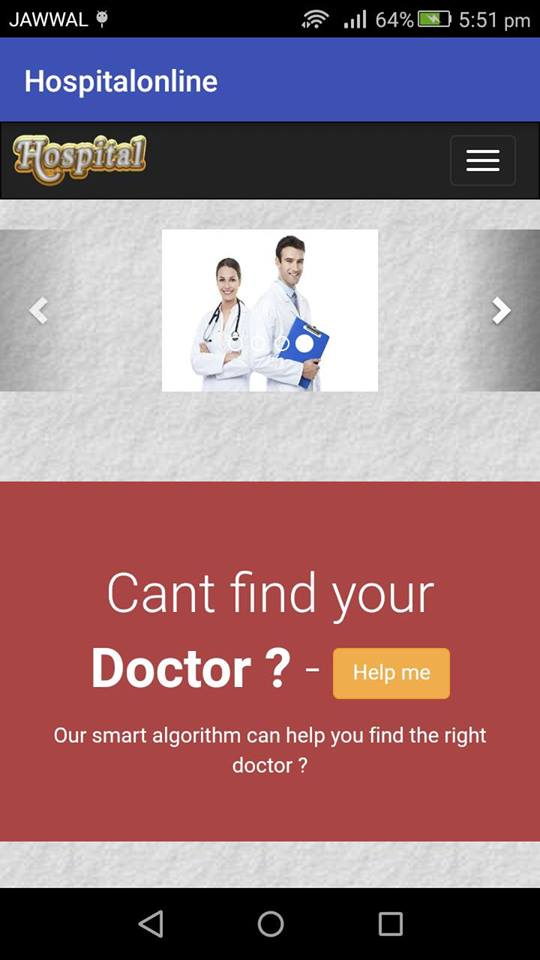 JAWWAL 64% 5:51 pm
Hospitalonline
Hospital
Cant find your
Doctor ? - Help me
Our smart algorithm can help you find the right
doctor ?